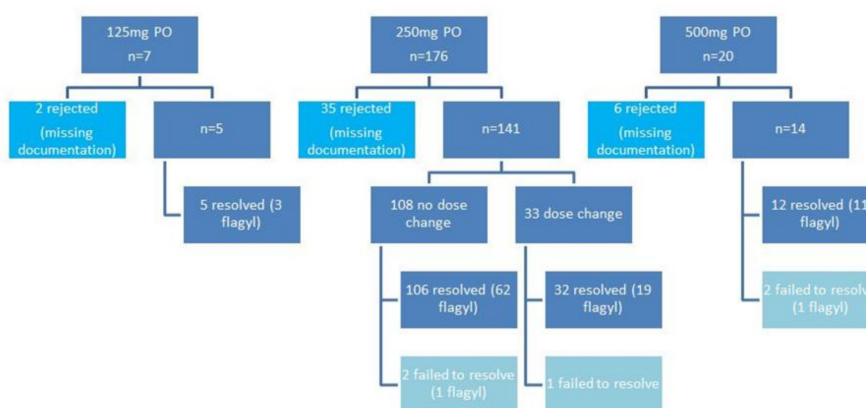 125mg PO
n=7
250mg PO
n=176
500mg PO
n=20
2 rejected
(missing
documentation)
n=5
35 rejected
(missing
documentation)
n=141
6 rejected
(missing
documentation)
n=14
5 resolved (3
flagyl)
108 no dose
change
33 dose change
12 resolved (11
flagyl)
106 resolved (62
flagyl)
32 resolved (19
flagyl)
2 failed to resolve
(1 flagyl)
2 failed to resolve
(1 flagyl)
1 failed to resolve